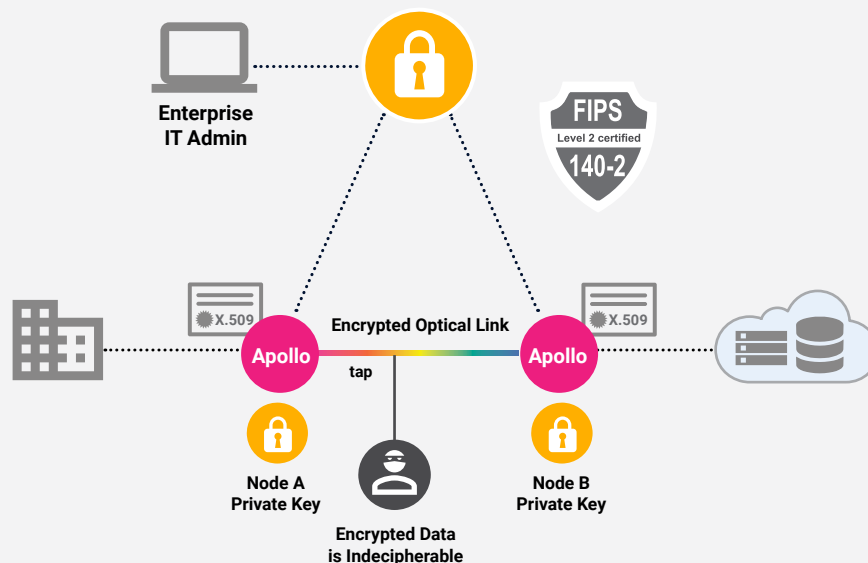 Enterprise
IT Admin
FIPS
Level 2 certified
140-2
X.509
X.509
Encrypted Optical Link
Apollo
Apollo
tap
Node A
Private Key
Node B
Private Key
Encrypted Data
is Indecipherable